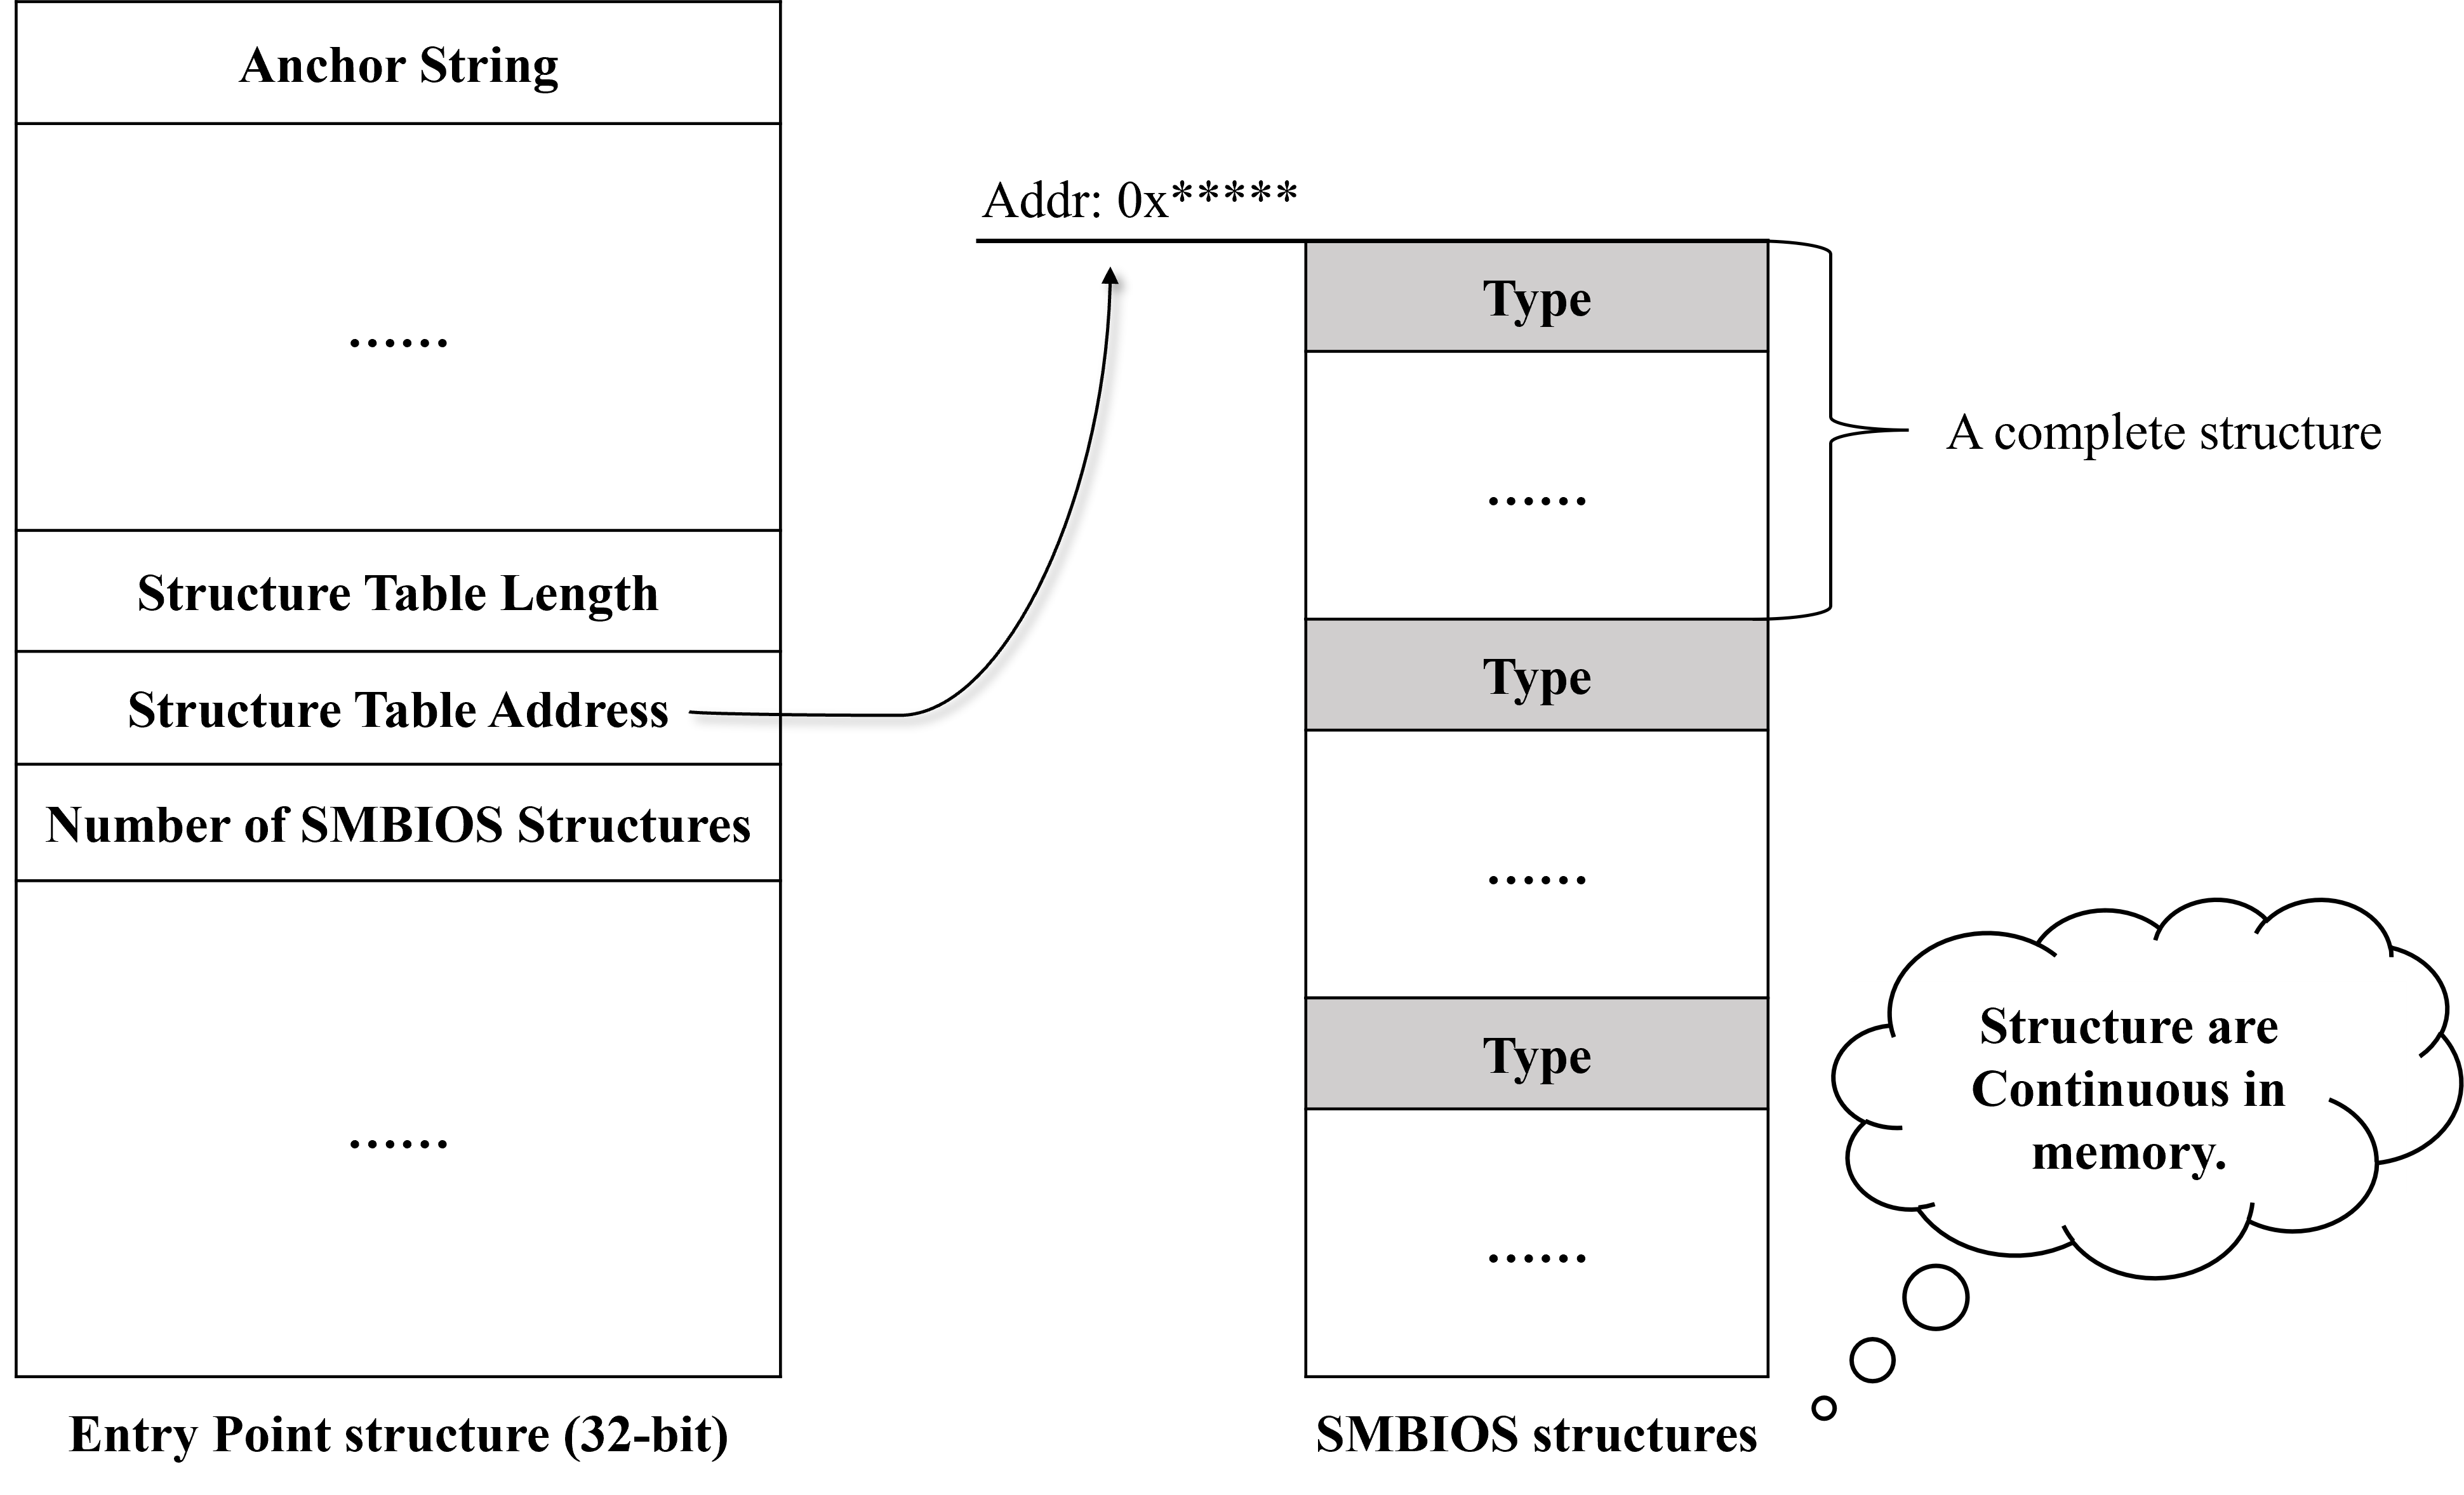 Anchor String
......
Structure Table Length
Structure Table Address
Number of SMBIOS Structures
......
Entry Point structure (32-bit)
Addr: 0x*****
Type
......
A complete structure
Type
......
Type
......
SMBIOS structures
Structure are
Continuous in
memory.